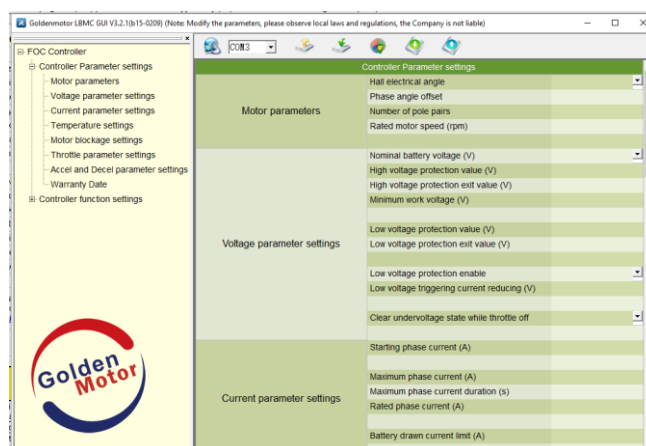 Goldenmotor LBMC GUI V3.2.1(b15-0209) (Note: Modify the parameters, please observe local laws and regulations, the Company is not liable)
COM3
FOC Controller
Controller Parameter settings
Motor parameters
Voltage parameter settings
Current parameter settings
Temperature settings
Motor blockage settings
Throttle parameter settings
Accel and Decel parameter settings
Warranty Date
Controller function settings
Golden
Motor
Controller Parameter settings
Motor parameters
Hall electrical angle
Phase angle offset
Number of pole pairs
Rated motor speed (rpm)
Voltage parameter settings
Nominal battery voltage (V)
High voltage protection value (V)
High voltage protection exit value (V)
Minimum work voltage (V)
Low voltage protection value (V)
Low voltage protection exit value (V)
Low voltage protection enable
Low voltage triggering current reducing (V)
Clear undervoltage state while throttle off
Current parameter settings
Starting phase current (A)
Maximum phase current (A)
Maximum phase current duration (s)
Rated phase current (A)
Battery drawn current limit (A)